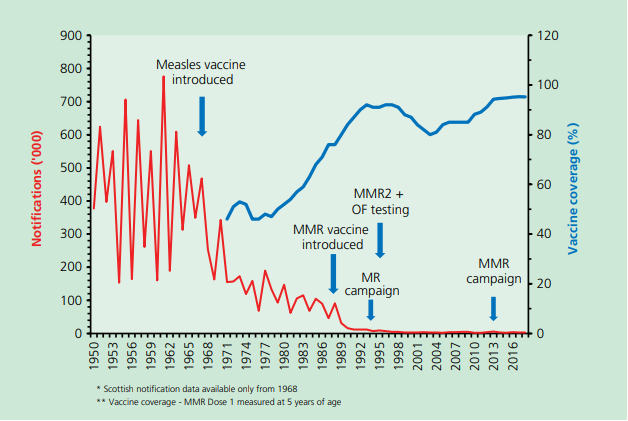 900
800
700
600
500
400
300
200
100
0
Notifications ('000)
120
100
80
60
40
20
0
Vaccine coverage (%)
Measles vaccine
introduced
MMR2 +
OF testing
MMR vaccine
introduced
MR
campaign
MMR
campaign
1950 1953 1956 1959 1962 1965 1968 1971 1974 1977 1980 1983 1986 1989 1992 1995 1998 2001 2004 2007 2010 2013 2016
* Scottish notification data available only from 1968
** Vaccine coverage - MMR Dose 1 measured at 5 years of age